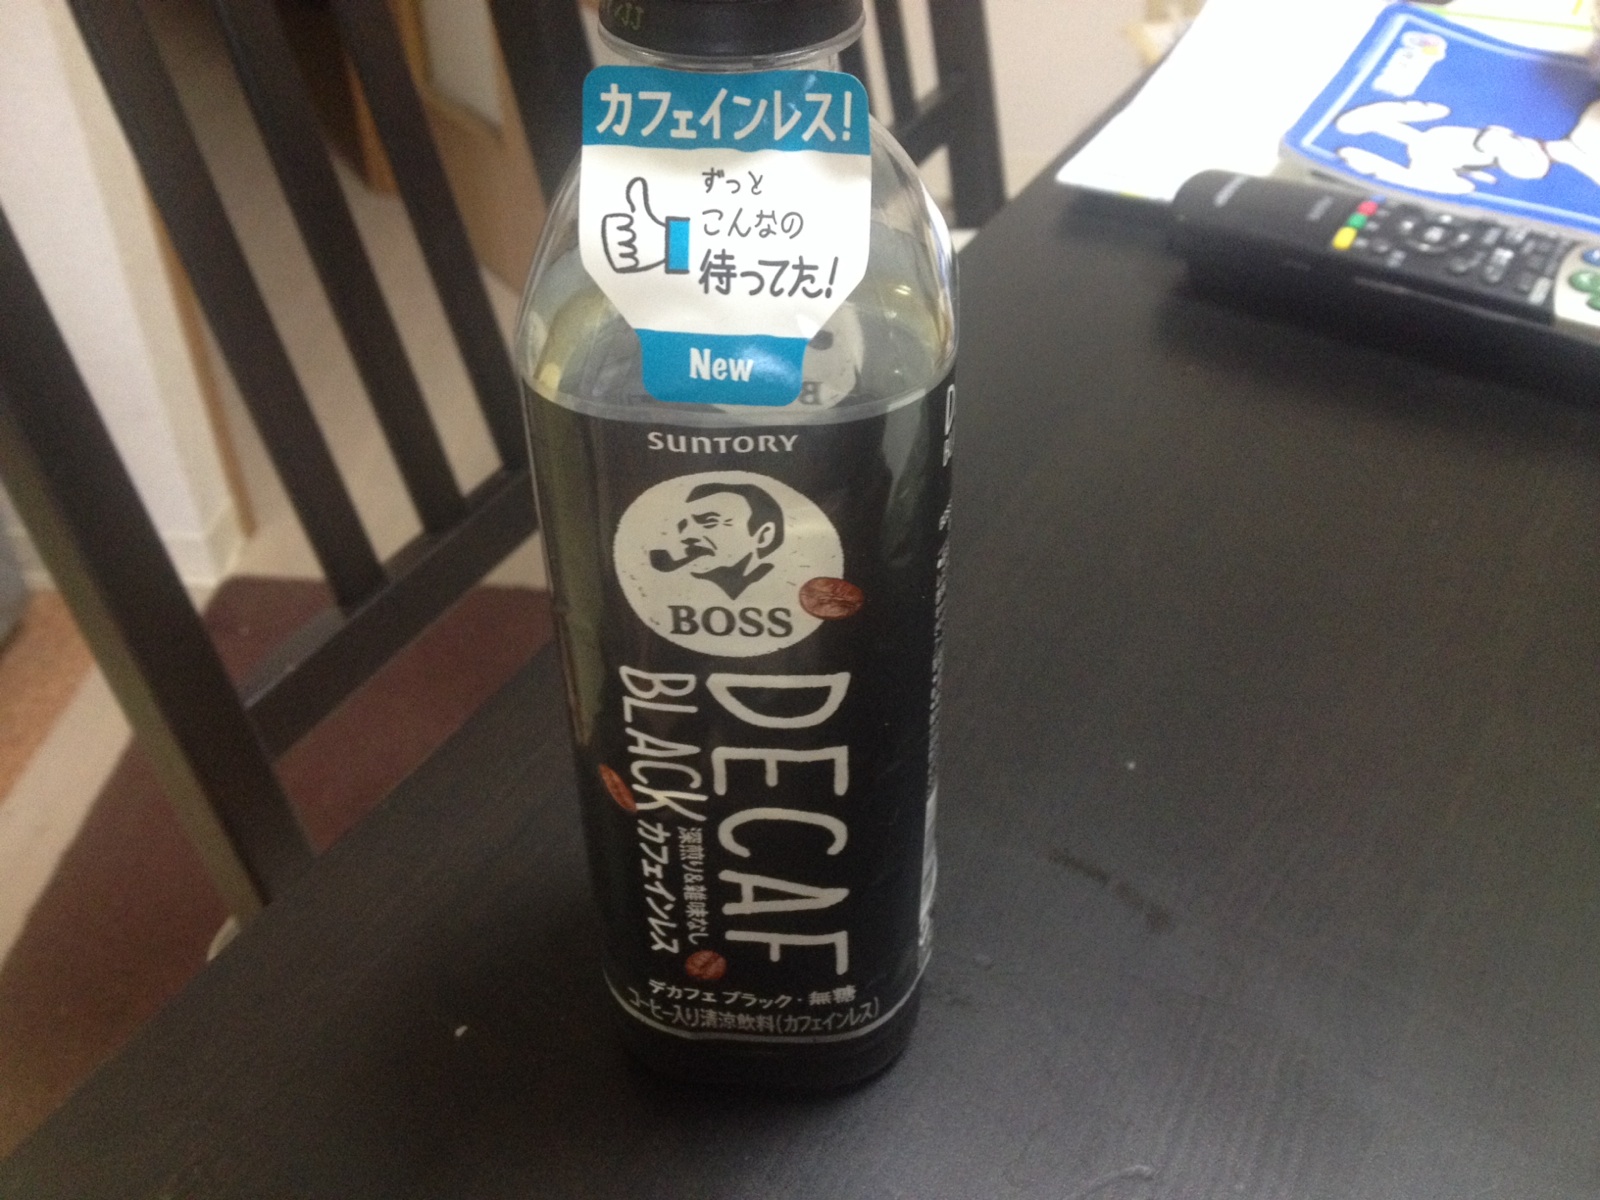 カフェインレス!
ずっと
こんなの
待ってた!
New
SUNTORY
BOSS
DECAF
BLACK カフェインレス
深煎り&雑味なし
デカフェ ブラック・無糖
コーヒー入り清涼飲料(カフェインレス)